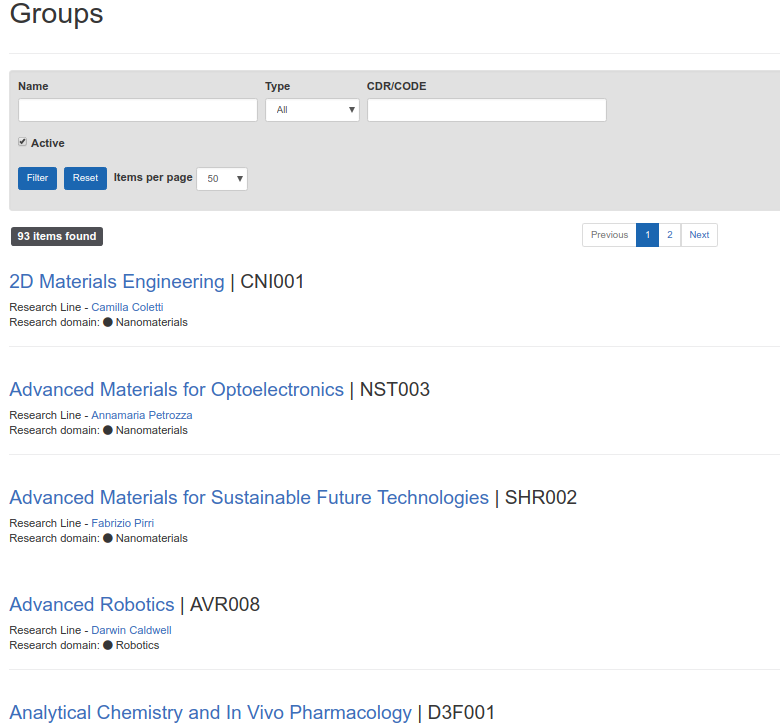 Groups
Name Type CDR/CODE
All
Active
Filter Reset Items per page 50
93 items found Previous 1 2 Next
2D Materials Engineering | CNI001
Research Line - Camilla Coletti
Research domain: Nanomaterials
Advanced Materials for Optoelectronics | NST003
Research Line - Annamaria Petrozza
Research domain: Nanomaterials
Advanced Materials for Sustainable Future Technologies | SHR002
Research Line - Fabrizio Pirri
Research domain: Nanomaterials
Advanced Robotics | AVR008
Research Line - Darwin Caldwell
Research domain: Robotics
Analytical Chemistry and In Vivo Pharmacology | D3F001